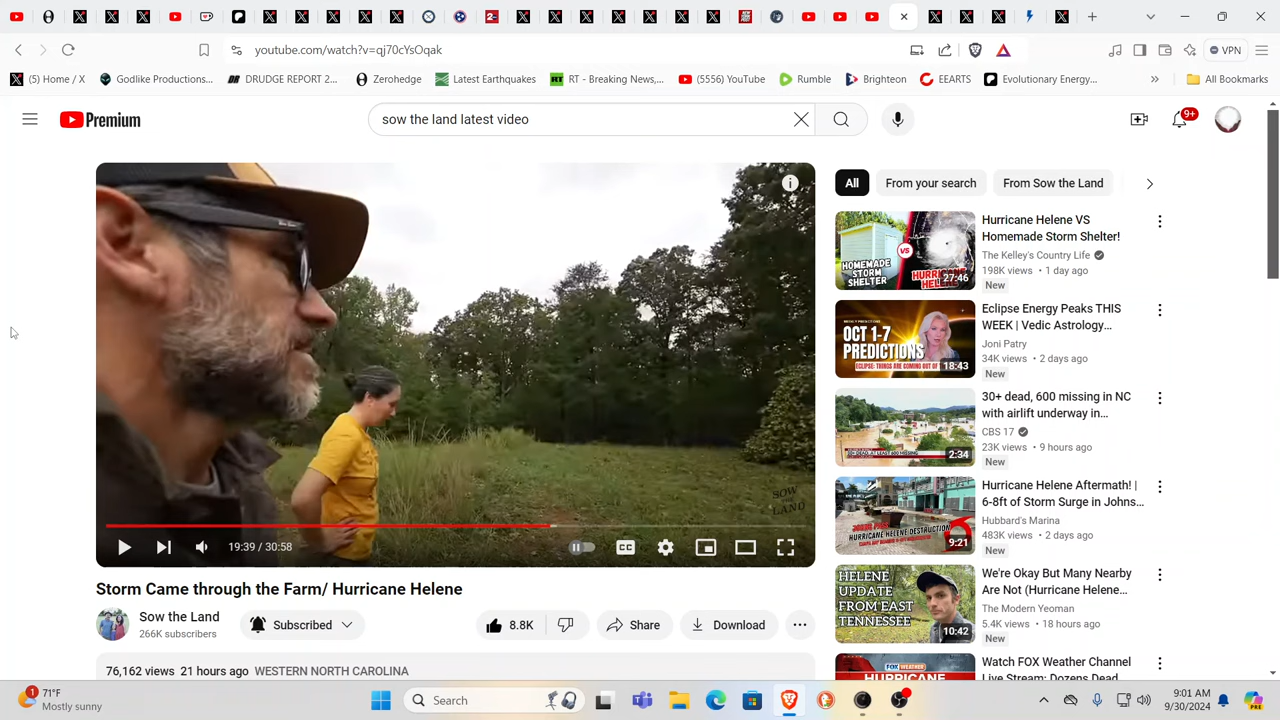 youtube.com/watch?v=qj70cYsOqak
VPN
(5) Home / X
Godlike Productions...
DRUDGE REPORT 2...
Zerohedge
Latest Earthquakes
RT - Breaking News,...
(5556) YouTube
Rumble
Brighteon
EEARTS
Evolutionary Energy...
»
All Bookmarks
Premium
sow the land latest video
9+
All
From your search
From Sow the Land
SOW THE LAND
19:39 / 30:58
CC
Storm Came through the Farm/ Hurricane Helene
Sow the Land
266K subscribers
Subscribed
8.8K
Share
Download
76,162 views 21 hours ago WESTERN NORTH CAROLINA
HOMEMADE
STORM
SHELTER
VS
HURRICANE
HELENE
27:46
Hurricane Helene VS
Homemade Storm Shelter!
The Kelley's Country Life
198K views • 1 day ago
New
OCT 1-7
PREDICTIONS
18:43
Eclipse Energy Peaks THIS
WEEK | Vedic Astrology...
Joni Patry
34K views • 2 days ago
New
2:34
30+ dead, 600 missing in NC
with airlift underway in...
CBS 17
23K views • 9 hours ago
New
HURRICANE HELENE DESTRUCTION
9:21
Hurricane Helene Aftermath! |
6-8ft of Storm Surge in Johns...
Hubbard's Marina
483K views • 2 days ago
New
HELENE
UPDATE
FROM EAST
TENNESSEE
10:42
We're Okay But Many Nearby
Are Not (Hurricane Helene...
The Modern Yeoman
5.4K views • 18 hours ago
New
FOX WEATHER
HURRICANE
Watch FOX Weather Channel
Live Stream: Dozens Dead
1
71°F
Mostly sunny
Search
9:01 AM
9/30/2024